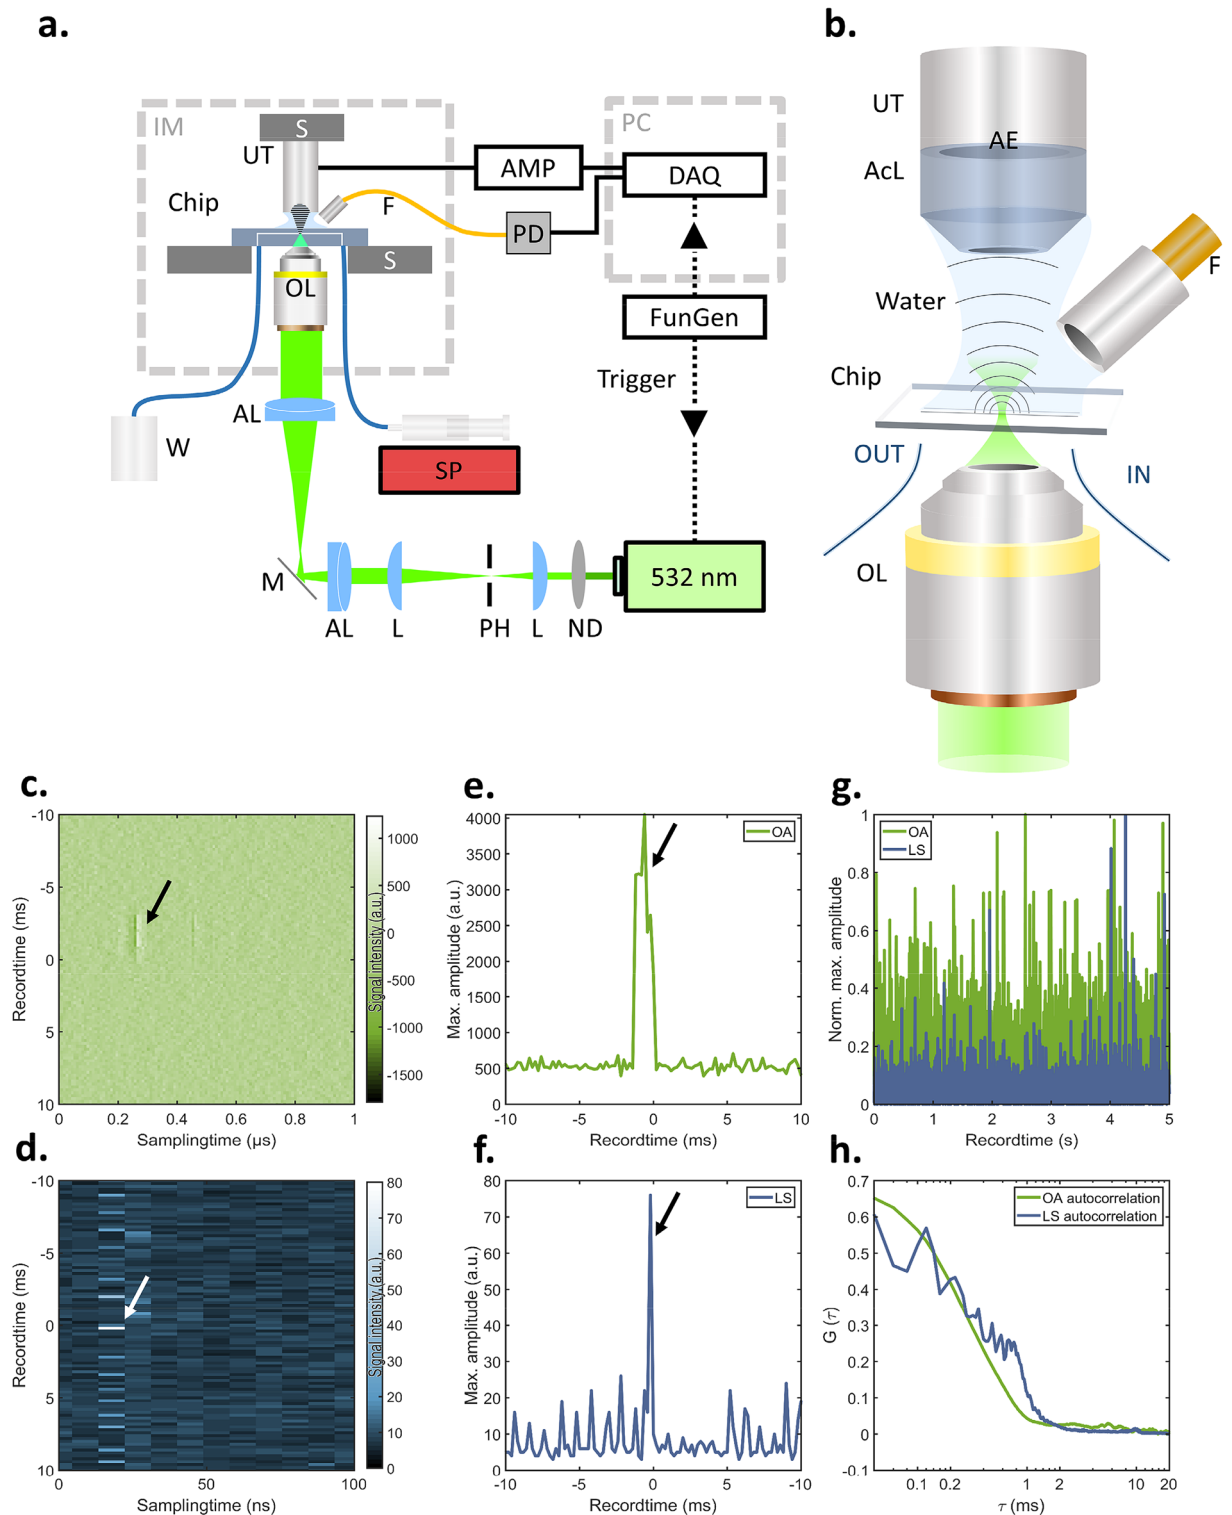 a.
IM
S
UT
Chip
F
S
OL
AL
W
AMP
PC
DAQ
PD
FunGen
Trigger
SP
M
AL
L
PH
L
ND
532 nm
b.
UT
AE
AcL
F
Water
Chip
OUT
IN
OL
c.
-10
-5
0
5
10
Recordtime (ms)
0
0.2
0.4
0.6
0.8
1
Samplingtime (µs)
1000
500
0
-500
-1000
-1500
Signal intensity (a.u.)
d.
-10
-5
0
5
10
Recordtime (ms)
0
50
100
Samplingtime (ns)
80
70
60
50
40
30
20
10
0
Signal intensity (a.u.)
e.
4000
3500
3000
2500
2000
1500
1000
500
0
Max. amplitude (a.u.)
OA
-10
-5
0
5
10
Recordtime (ms)
f.
80
70
60
50
40
30
20
10
0
Max. amplitude (a.u.)
LS
-10
-5
0
5
-10
Recordtime (ms)
g.
1
0.8
0.6
0.4
0.2
0
Norm. max. amplitude
OA
LS
0
1
2
3
4
5
Recordtime (s)
h.
0.7
0.6
0.5
0.4
0.3
0.2
0.1
0
-0.1
G (τ)
OA autocorrelation
LS autocorrelation
0.1
0.2
1
2
10
20
τ (ms)